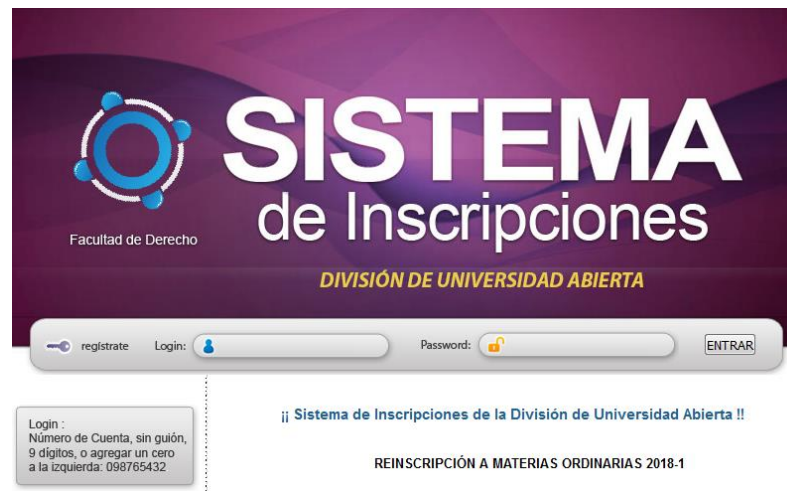 SISTEMA
de Inscripciones
Facultad de Derecho
DIVISIÓN DE UNIVERSIDAD ABIERTA
regístrate Login: Password: ENTRAR
¡¡ Sistema de Inscripciones de la División de Universidad Abierta !!
Login :
Número de Cuenta, sin guión,
9 dígitos, o agregar un cero
a la izquierda: 098765432
REINSCRIPCIÓN A MATERIAS ORDINARIAS 2018-1